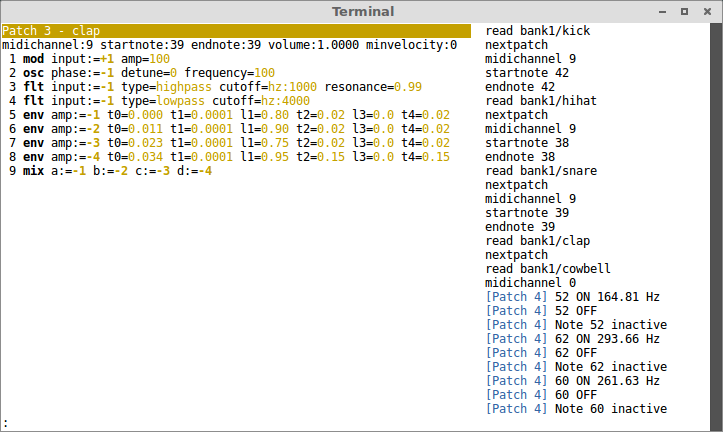 Terminal
Patch 3 - clap
midichannel:9 startnote:39 endnote:39 volume:1.0000 minvelocity:0
1 mod input:=+1 amp=100
2 osc phase:=-1 detune=0 frequency=100
3 flt input:=-1 type=highpass cutoff=hz:1000 resonance=0.99
4 flt input:=-1 type=lowpass cutoff=hz:4000
5 env amp:=-1 t0=0.000 t1=0.0001 l1=0.80 t2=0.02 l3=0.0 t4=0.02
6 env amp:=-2 t0=0.011 t1=0.0001 l1=0.90 t2=0.02 l3=0.0 t4=0.02
7 env amp:=-3 t0=0.023 t1=0.0001 l1=0.75 t2=0.02 l3=0.0 t4=0.02
8 env amp:=-4 t0=0.034 t1=0.0001 l1=0.95 t2=0.15 l3=0.0 t4=0.15
9 mix a:=-1 b:=-2 c:=-3 d:=-4
:
read bank1/kick
nextpatch
midichannel 9
startnote 42
endnote 42
read bank1/hihat
nextpatch
midichannel 9
startnote 38
endnote 38
read bank1/snare
nextpatch
midichannel 9
startnote 39
endnote 39
read bank1/clap
nextpatch
read bank1/cowbell
midichannel 0
[Patch 4] 52 ON 164.81 Hz
[Patch 4] 52 OFF
[Patch 4] Note 52 inactive
[Patch 4] 62 ON 293.66 Hz
[Patch 4] 62 OFF
[Patch 4] Note 62 inactive
[Patch 4] 60 ON 261.63 Hz
[Patch 4] 60 OFF
[Patch 4] Note 60 inactive